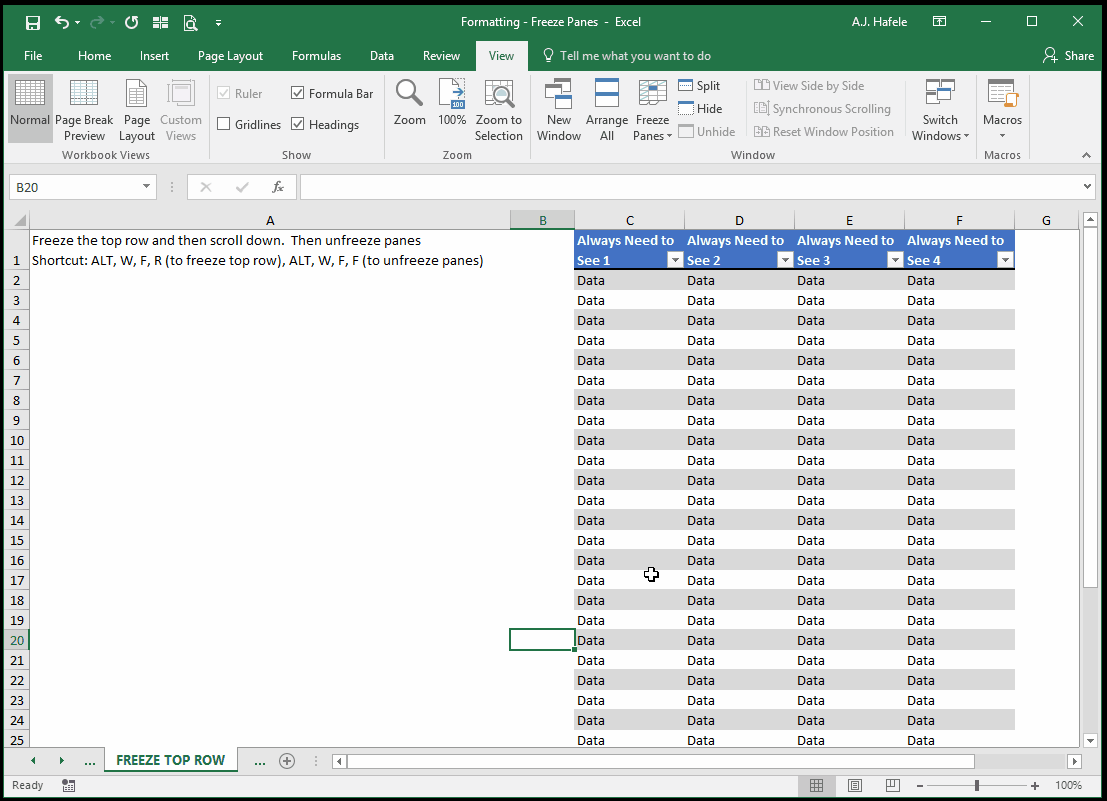 Formatting - Freeze Panes - Excel
A.J. Hafele
File Home Insert Page Layout Formulas Data Review View Tell me what you want to do Share
Normal Page Break Preview Page Layout Custom Views
Workbook Views
Ruler Formula Bar
Gridlines Headings
Show
Zoom 100% Zoom to Selection
100
Zoom
New Window Arrange All Freeze Panes
Split
Hide
Unhide
View Side by Side
Synchronous Scrolling
Reset Window Position
Switch Windows
Window
Macros
Macros
B20 fx
A B C D E F G
Freeze the top row and then scroll down. Then unfreeze panes
1 Shortcut: ALT, W, F, R (to freeze top row), ALT, W, F, F (to unfreeze panes)
Always Need to See 1 Always Need to See 2 Always Need to See 3 Always Need to See 4
2 Data Data Data Data
3 Data Data Data Data
4 Data Data Data Data
5 Data Data Data Data
6 Data Data Data Data
7 Data Data Data Data
8 Data Data Data Data
9 Data Data Data Data
10 Data Data Data Data
11 Data Data Data Data
12 Data Data Data Data
13 Data Data Data Data
14 Data Data Data Data
15 Data Data Data Data
16 Data Data Data Data
17 Data Data Data Data
18 Data Data Data Data
19 Data Data Data Data
20 Data Data Data Data
21 Data Data Data Data
22 Data Data Data Data
23 Data Data Data Data
24 Data Data Data Data
25 Data Data Data Data
... FREEZE TOP ROW ...
Ready 100%